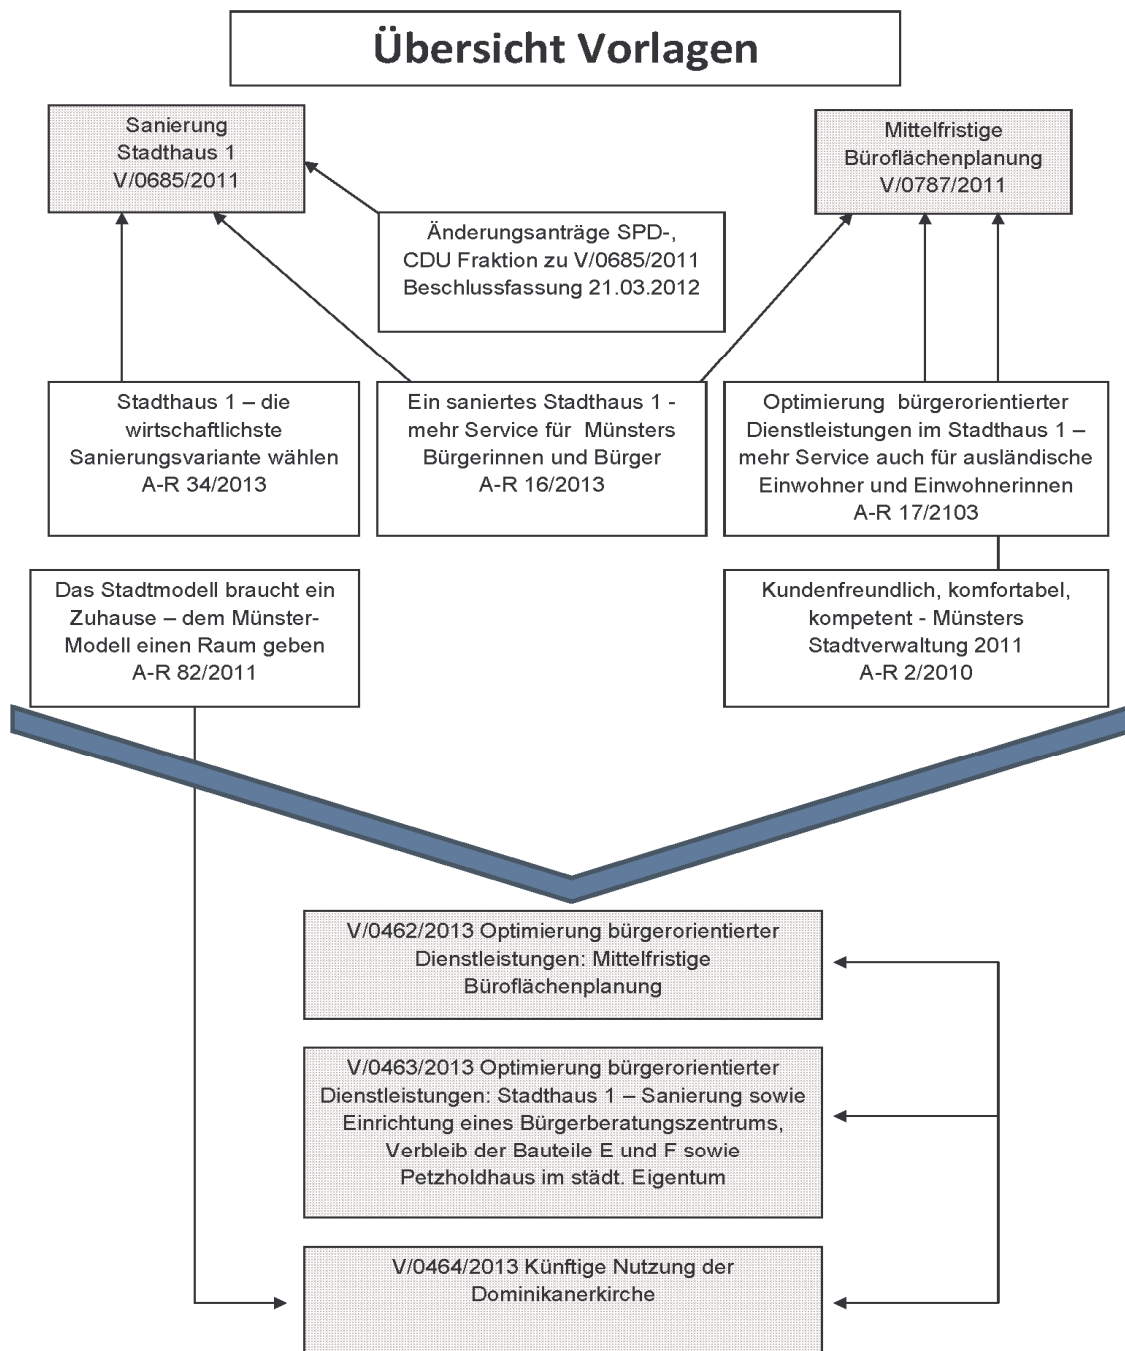 Übersicht Vorlagen
Sanierung
Stadthaus 1
V/0685/2011
Mittelfristige
Büroflächenplanung
V/0787/2011
Änderungsanträge SPD-,
CDU Fraktion zu V/0685/2011
Beschlussfassung 21.03.2012
Stadthaus 1 – die
wirtschaftlichste
Sanierungsvariante wählen
A-R 34/2013
Ein saniertes Stadthaus 1 -
mehr Service für Münsters
Bürgerinnen und Bürger
A-R 16/2013
Optimierung bürgerorientierter
Dienstleistungen im Stadthaus 1 –
mehr Service auch für ausländische
Einwohner und Einwohnerinnen
A-R 17/2103
Das Stadtmodell braucht ein
Zuhause – dem Münster-
Modell einen Raum geben
A-R 82/2011
Kundenfreundlich, komfortabel,
kompetent - Münsters
Stadtverwaltung 2011
A-R 2/2010
V/0462/2013 Optimierung bürgerorientierter
Dienstleistungen: Mittelfristige
Büroflächenplanung
V/0463/2013 Optimierung bürgerorientierter
Dienstleistungen: Stadthaus 1 – Sanierung sowie
Einrichtung eines Bürgerberatungszentrums,
Verbleib der Bauteile E und F sowie
Petzholdhaus im städt. Eigentum
V/0464/2013 Künftige Nutzung der
Dominikanerkirche